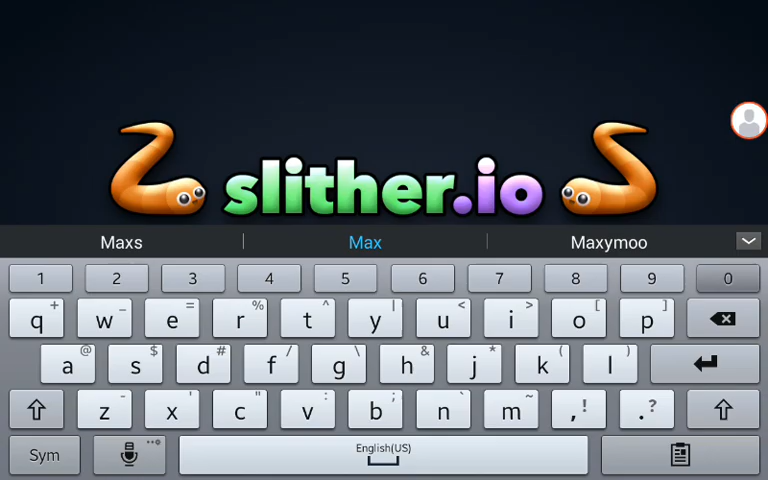 slither.io
Maxs Max Maxymoo
1 2 3 4 5 6 7 8 9 0
q + w _ e = r % t ^ y | u < i > o [ p ]
a @ s $ d # f / g \ h & j * k ( l )
z - x ' c " v : b ; n , m ~ , ! . ?
Sym English(US)